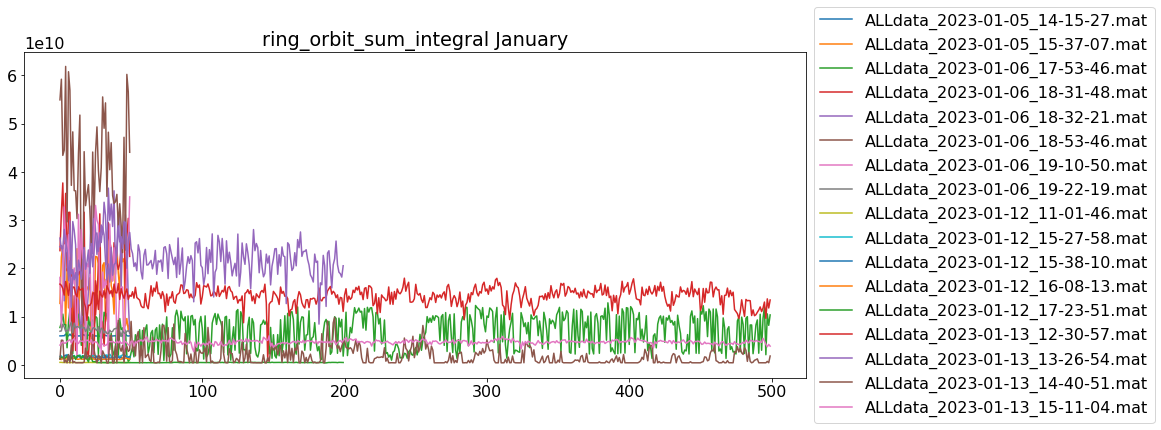 ring_orbit_sum_integral January
1e10
6
5
4
3
2
1
0
0 100 200 300 400 500
ALLdata_2023-01-05_14-15-27.mat
ALLdata_2023-01-05_15-37-07.mat
ALLdata_2023-01-06_17-53-46.mat
ALLdata_2023-01-06_18-31-48.mat
ALLdata_2023-01-06_18-32-21.mat
ALLdata_2023-01-06_18-53-46.mat
ALLdata_2023-01-06_19-10-50.mat
ALLdata_2023-01-06_19-22-19.mat
ALLdata_2023-01-12_11-01-46.mat
ALLdata_2023-01-12_15-27-58.mat
ALLdata_2023-01-12_15-38-10.mat
ALLdata_2023-01-12_16-08-13.mat
ALLdata_2023-01-12_17-23-51.mat
ALLdata_2023-01-13_12-30-57.mat
ALLdata_2023-01-13_13-26-54.mat
ALLdata_2023-01-13_14-40-51.mat
ALLdata_2023-01-13_15-11-04.mat